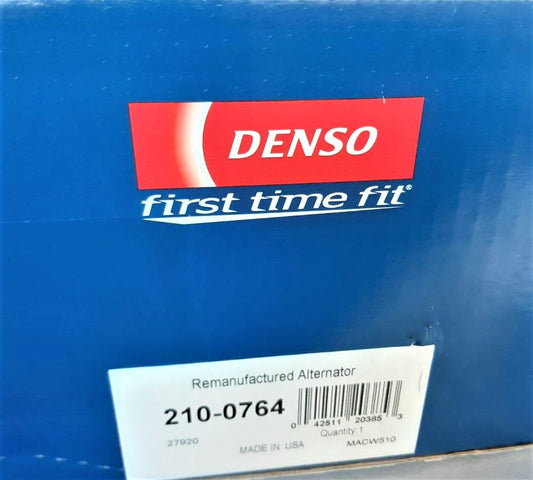 DENSO
first time fit®
Remanufactured Alternator
210-0764
0 42511 20385 3
Quantity:1
27920
MADE IN USA
MACW510